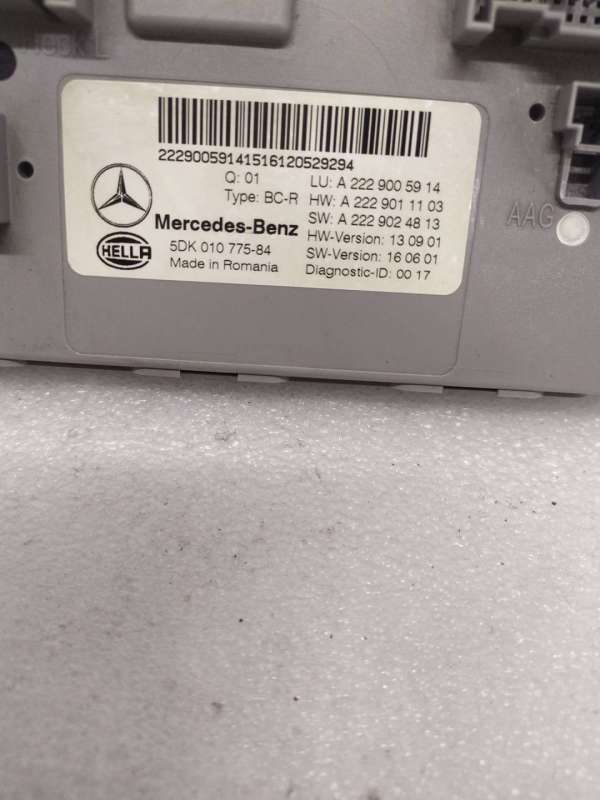 2229005914151612052 9294
Q: 01
Type: BC-R
LU: A 222 900 59 14
HW: A 222 901 11 03
SW: A 222 902 48 13
HW-Version: 13 09 01
SW-Version: 16 06 01
Diagnostic-ID: 00 17
Mercedes-Benz
HELLA
5DK 010 775-84
Made in Romania
AAG